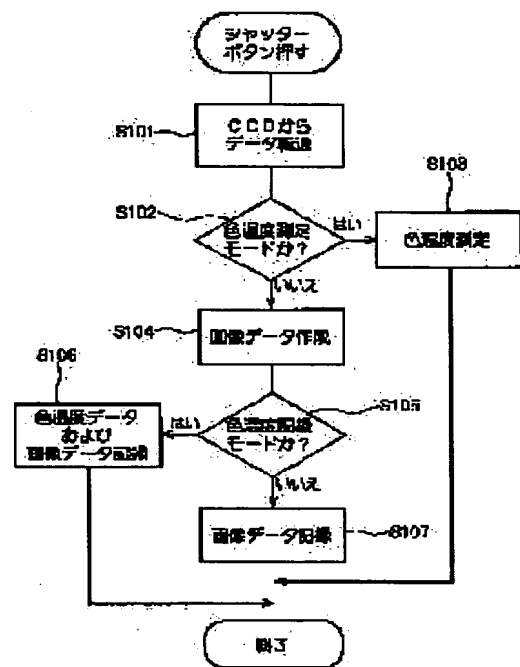 シャッター
ボタン押す
S101
CCDから
データ転送
S102
色温度測定
モードか?
はい
S103
色温度測定
いいえ
S104
画像データ作成
S105
色温度記録
モードか?
はい
S106
色温度データ
および
画像データ記録
いいえ
画像データ記録
S107
終了